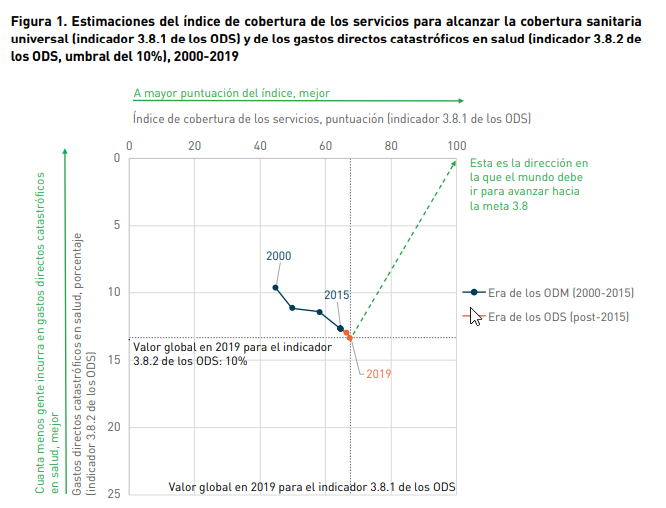 Figura 1. Estimaciones del índice de cobertura de los servicios para alcanzar la cobertura sanitaria
universal (indicador 3.8.1 de los ODS) y de los gastos directos catastróficos en salud (indicador 3.8.2 de
los ODS, umbral del 10%), 2000-2019
A mayor puntuación del índice, mejor
Índice de cobertura de los servicios, puntuación (indicador 3.8.1 de los ODS)
0 20 40 60 80 100
0
5
10
15
20
25
Cuanta menos gente incurra en gastos directos catastróficos
en salud, mejor
Gastos directos catastróficos en salud, porcentaje
(indicador 3.8.2 de los ODS)
Esta es la dirección en
la que el mundo debe
ir para avanzar hacia
la meta 3.8
2000
2015
2019
Era de los ODM (2000-2015)
Era de los ODS (post-2015)
Valor global en 2019 para el indicador
3.8.2 de los ODS: 10%
Valor global en 2019 para el indicador 3.8.1 de los ODS